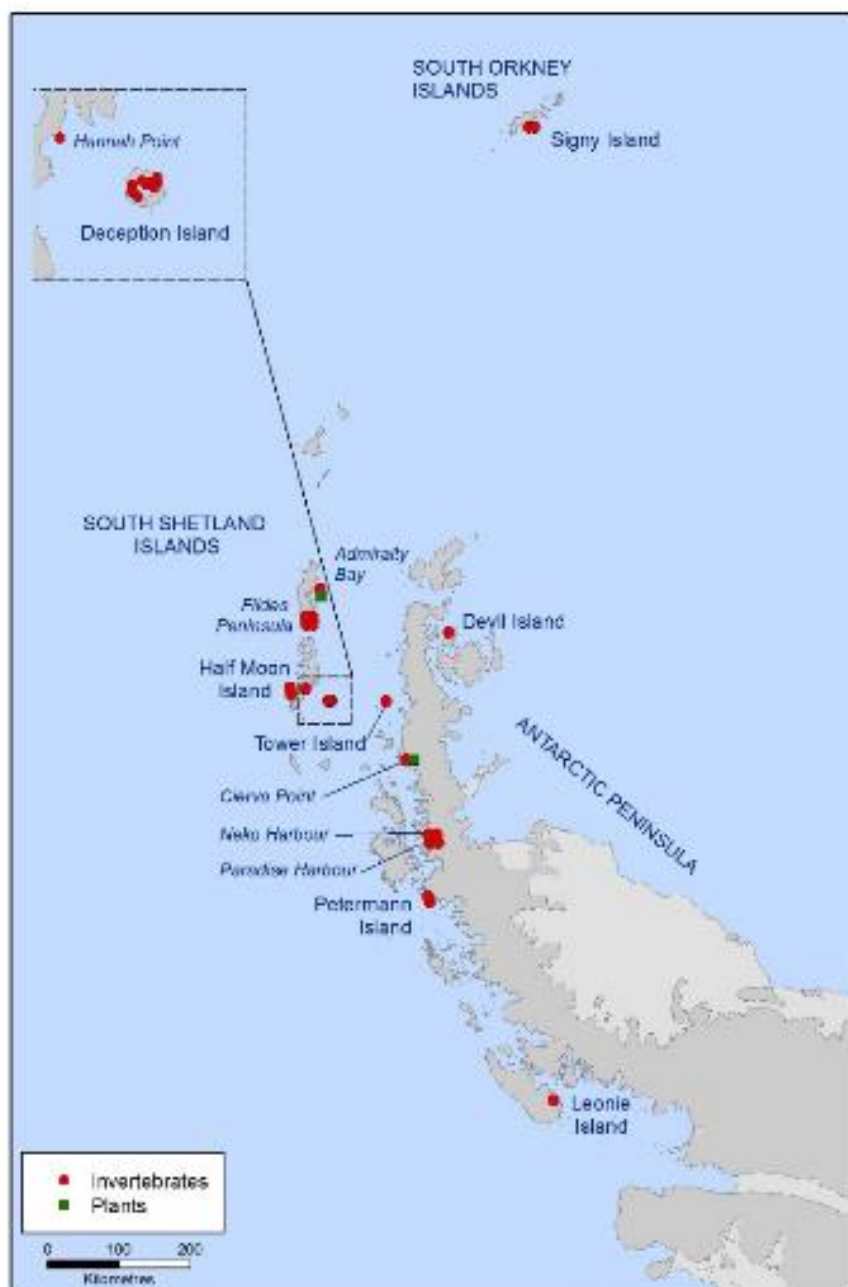 SOUTH ORKNEY
ISLANDS
Signy Island
Hannah Point
Deception Island
SOUTH SHETLAND
ISLANDS
Admiralty
Bay
Fildes
Peninsula
Devil Island
Half Moon
Island
Tower Island
ANTARCTIC PENINSULA
Cierva Point
Neko Harbour
Paradise Harbour
Petermann
Island
Leonie
Island
Invertebrates
Plants
0 100 200
Kilometres